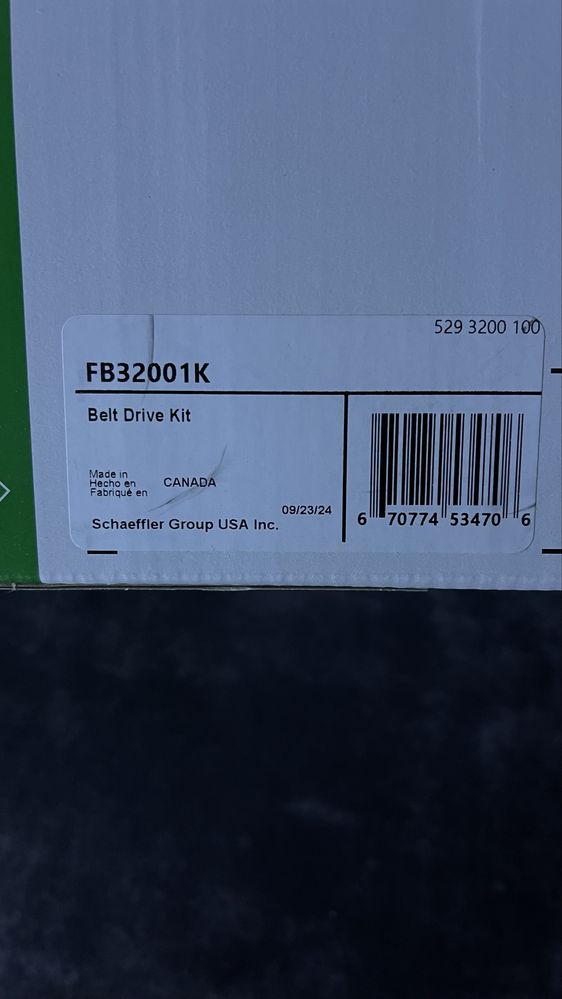 529 3200 100
FB32001K
Belt Drive Kit
Made in
Hecho en
Fabriqué en
CANADA
09/23/24
Schaeffler Group USA Inc.
6 70774 53470 6